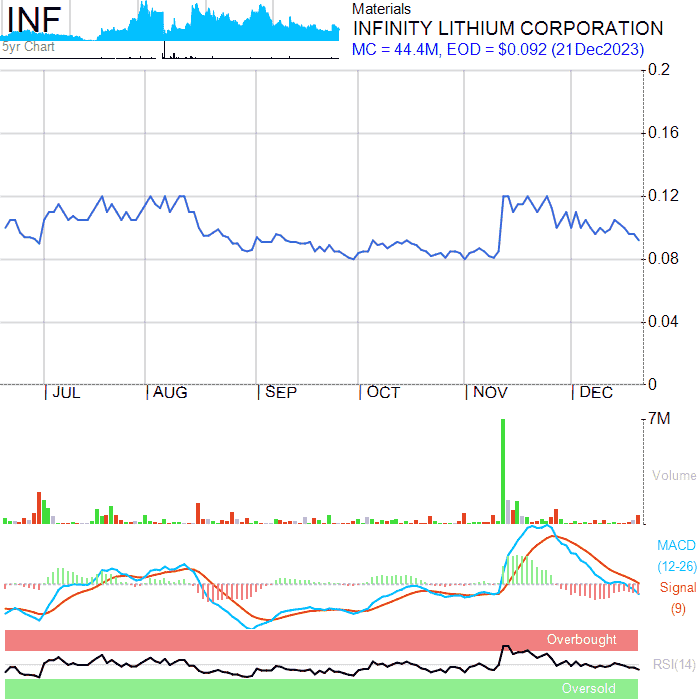 INF
5yr Chart
Materials
INFINITY LITHIUM CORPORATION
MC = 44.4M, EOD = $0.092 (21Dec2023)
0.2
0.16
0.12
0.08
0.04
0
JUL AUG SEP OCT NOV DEC
7M
Volume
MACD
(12-26)
Signal
(9)
Overbought
RSI(14)
Oversold